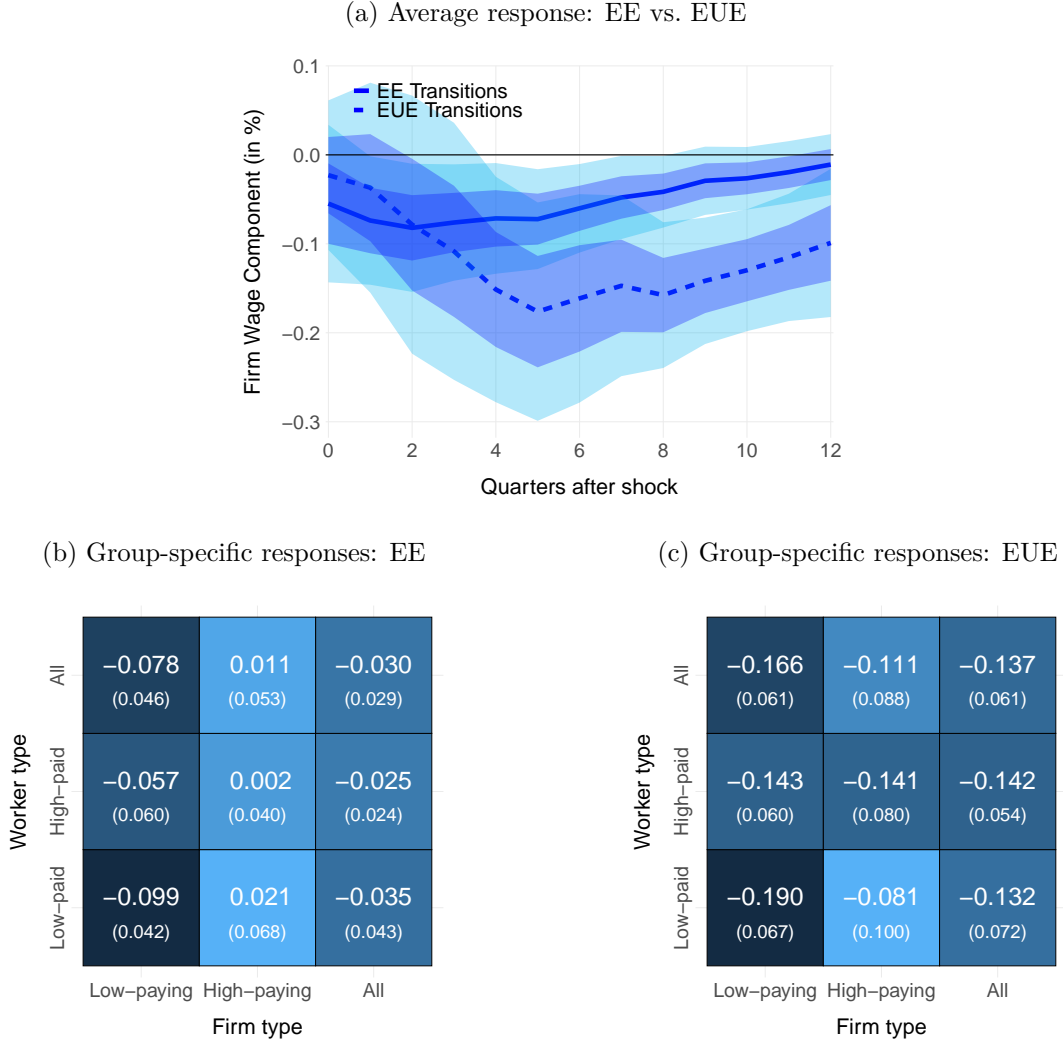 (a) Average response: EE vs. EUE
0.1
EE Transitions
EUE Transitions
0.0
−0.1
−0.2
−0.3
Firm Wage Component (in %)
0 2 4 6 8 10 12
Quarters after shock
(b) Group-specific responses: EE
Worker type
All
−0.078 0.011 −0.030
(0.046) (0.053) (0.029)
High−paid
−0.057 0.002 −0.025
(0.060) (0.040) (0.024)
Low−paid
−0.099 0.021 −0.035
(0.042) (0.068) (0.043)
Low−paying High−paying All
Firm type
(c) Group-specific responses: EUE
Worker type
All
−0.166 −0.111 −0.137
(0.061) (0.088) (0.061)
High−paid
−0.143 −0.141 −0.142
(0.060) (0.080) (0.054)
Low−paid
−0.190 −0.081 −0.132
(0.067) (0.100) (0.072)
Low−paying High−paying All
Firm type